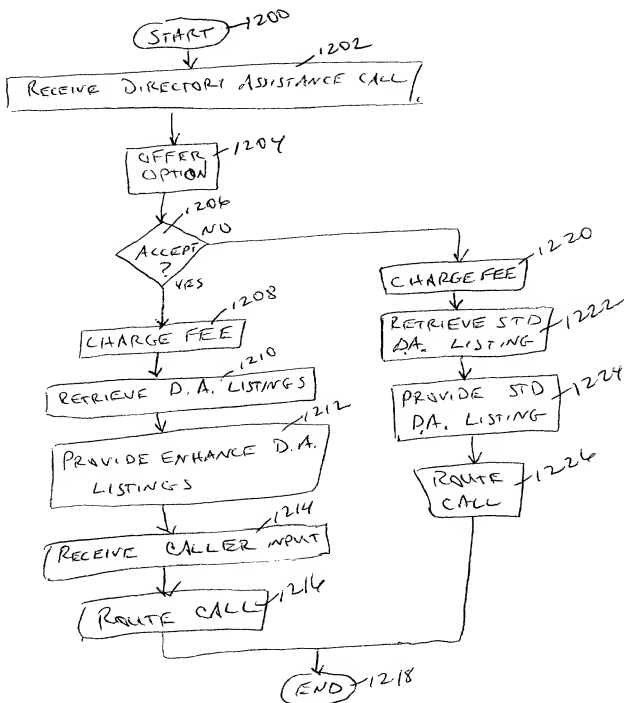 START 1200
1202
RECEIVE DIRECTORY ASSISTANCE CALL
OFFER 1204
OPTION
1206
ACCEPT NO
?
YES
1208
CHARGE FEE
1210
RETRIEVE D.A. LISTINGS
1212
PROVIDE ENHANCE D.A.
LISTINGS
1214
RECEIVE CALLER INPUT
ROUTE CALL 1216
1220
CHARGE FEE
RETRIEVE STD 1222
D.A. LISTING
PROVIDE STD 1224
D.A. LISTING
ROUTE 1226
CALL
END 1218